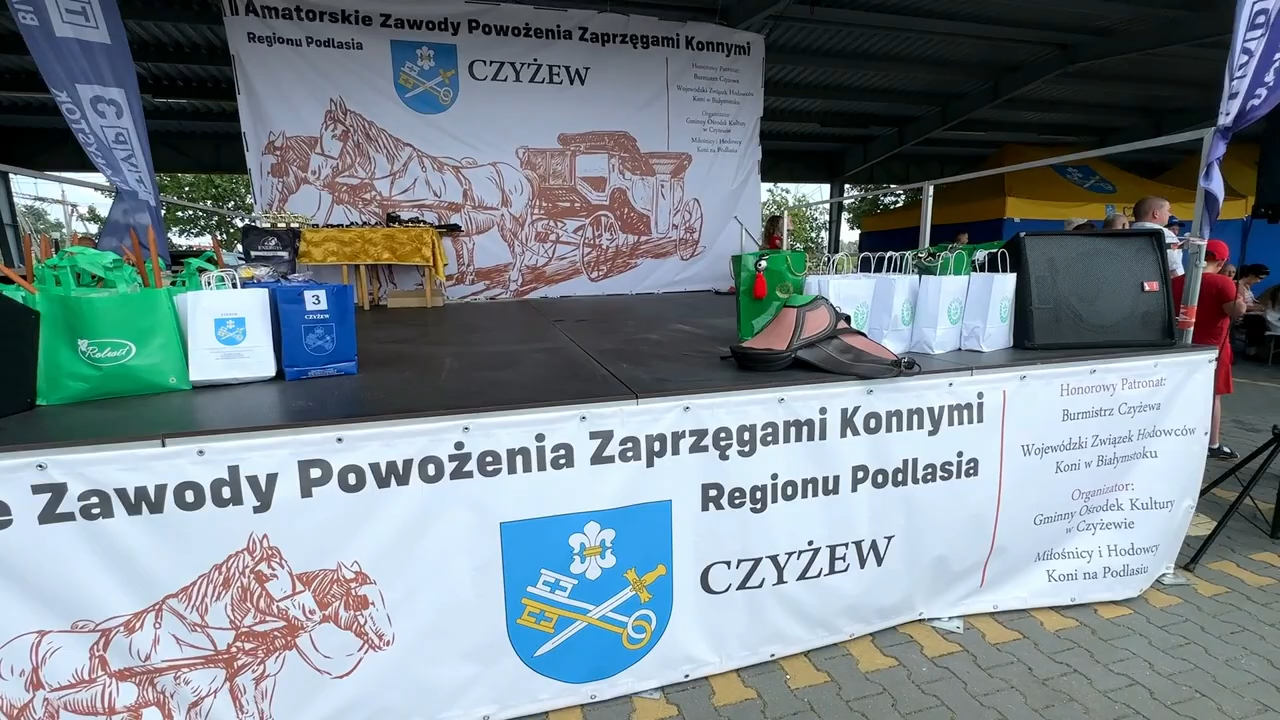 Amatorskie Zawody Powożenia Zaprzęgami Konnymi
Regionu Podlasia
CZYŻEW
Honorowy Patronat:
Burmistrz Czyżewa
Wojewódzki Związek Hodowców
Koni w Białymstoku
Organizator:
Gminny Ośrodek Kultury
w Czyżewie
Miłośnicy i Hodowcy
Koni na Podlasiu
Rolwit
3
CZYŻEW
e Zawody Powożenia Zaprzęgami Konnymi
Regionu Podlasia
CZYŻEW
Honorowy Patronat:
Burmistrz Czyżewa
Wojewódzki Związek Hodowców
Koni w Białymstoku
Organizator:
Gminny Ośrodek Kultury
w Czyżewie
Miłośnicy i Hodowcy
Koni na Podlasiu